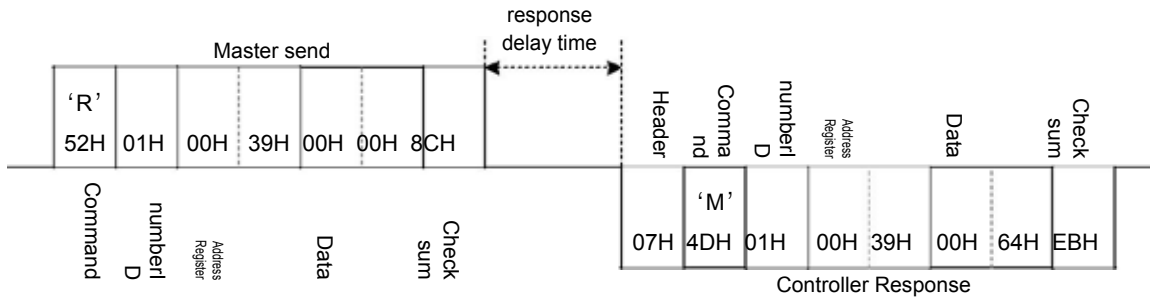 response
delay time
Master send
'R'
52H 01H 00H 39H 00H 00H 8CH
Command
numberI
D
Address
Register
Data
Check
sum
Header
Comma
nd
numberI
D
Address
Register
Data
Check
sum
'M'
07H 4DH 01H 00H 39H 00H 64H EBH
Controller Response